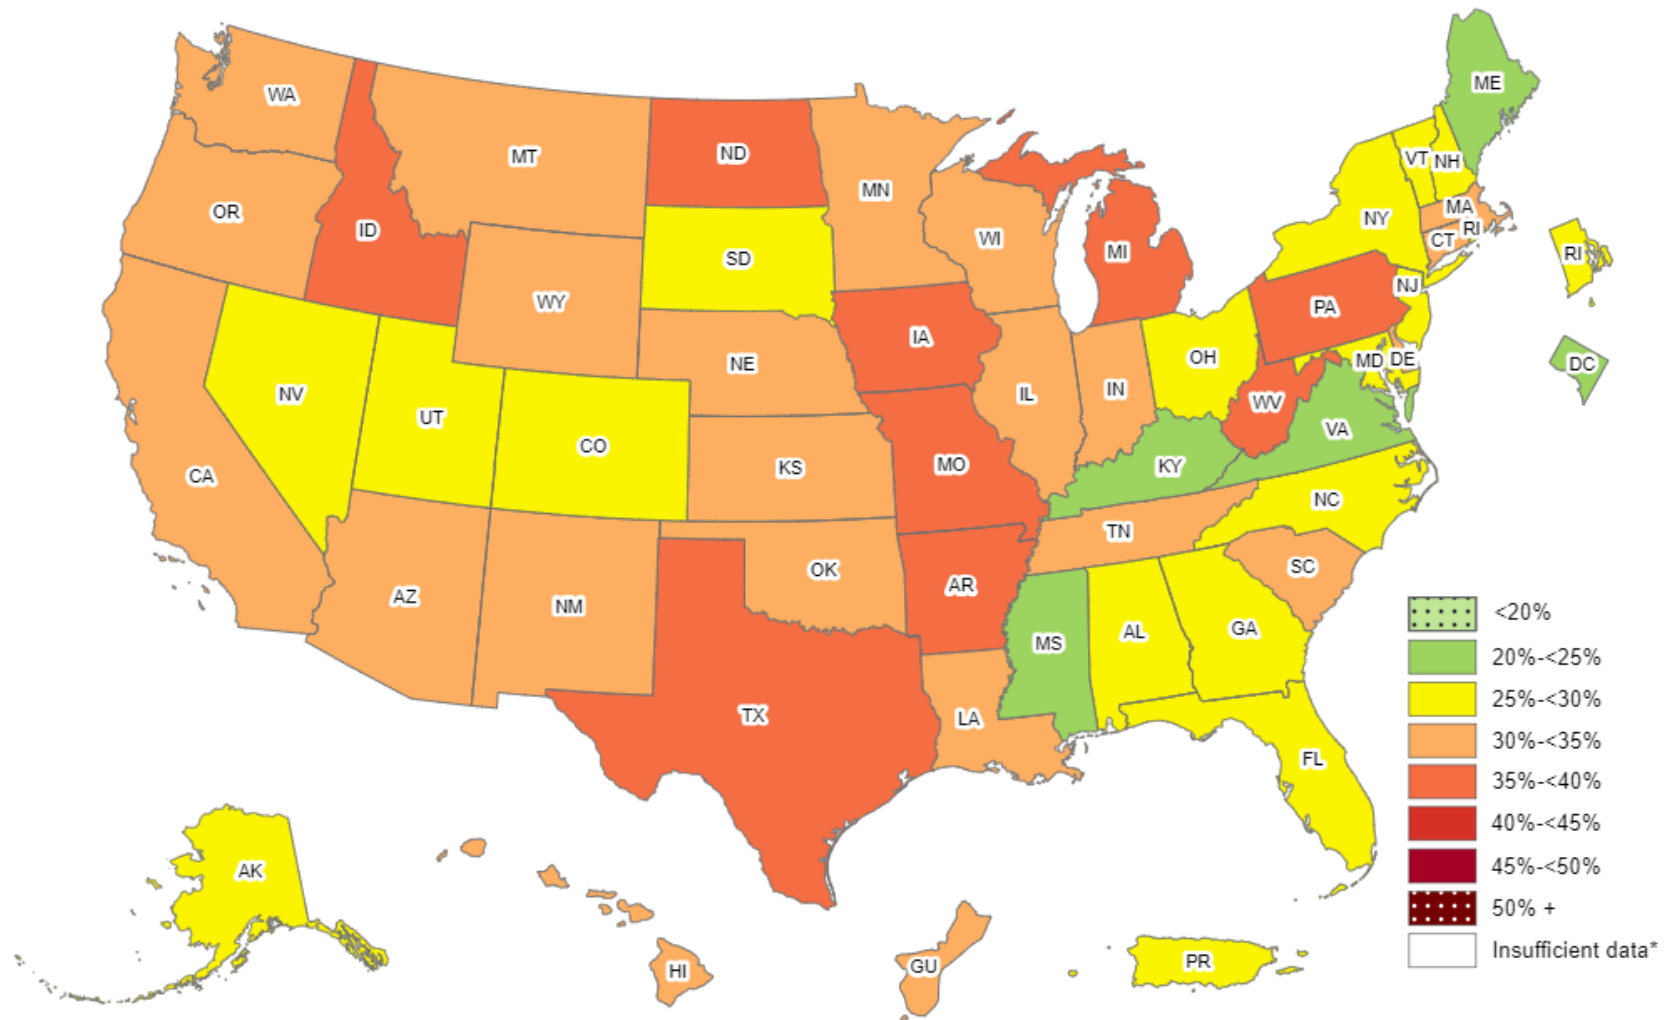 ME
WA
MT
ND
VT
NH
MN
MA
OR
NY
RI
ID
WI
CT
MI
RI
SD
NJ
WY
PA
IA
OH
MD
DE
NE
DC
IN
NV
IL
WV
UT
VA
CO
KY
MO
KS
CA
NC
TN
SC
OK
AR
AZ
NM
<20%
GA
AL
MS
20%-<25%
25%-<30%
TX
LA
30%-<35%
FL
35%-<40%
40%-<45%
45%-<50%
AK
50% +
Insufficient data*
PR
GU
HI